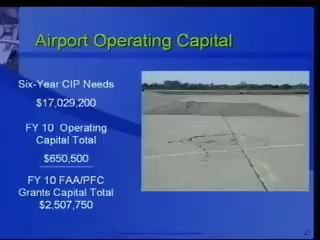 Airport Operating Capital
Six-Year CIP Needs
$17,029,200
FY 10 Operating
Capital Total
$650,500
FY 10 FAA/PFC
Grants Capital Total
$2,507,750